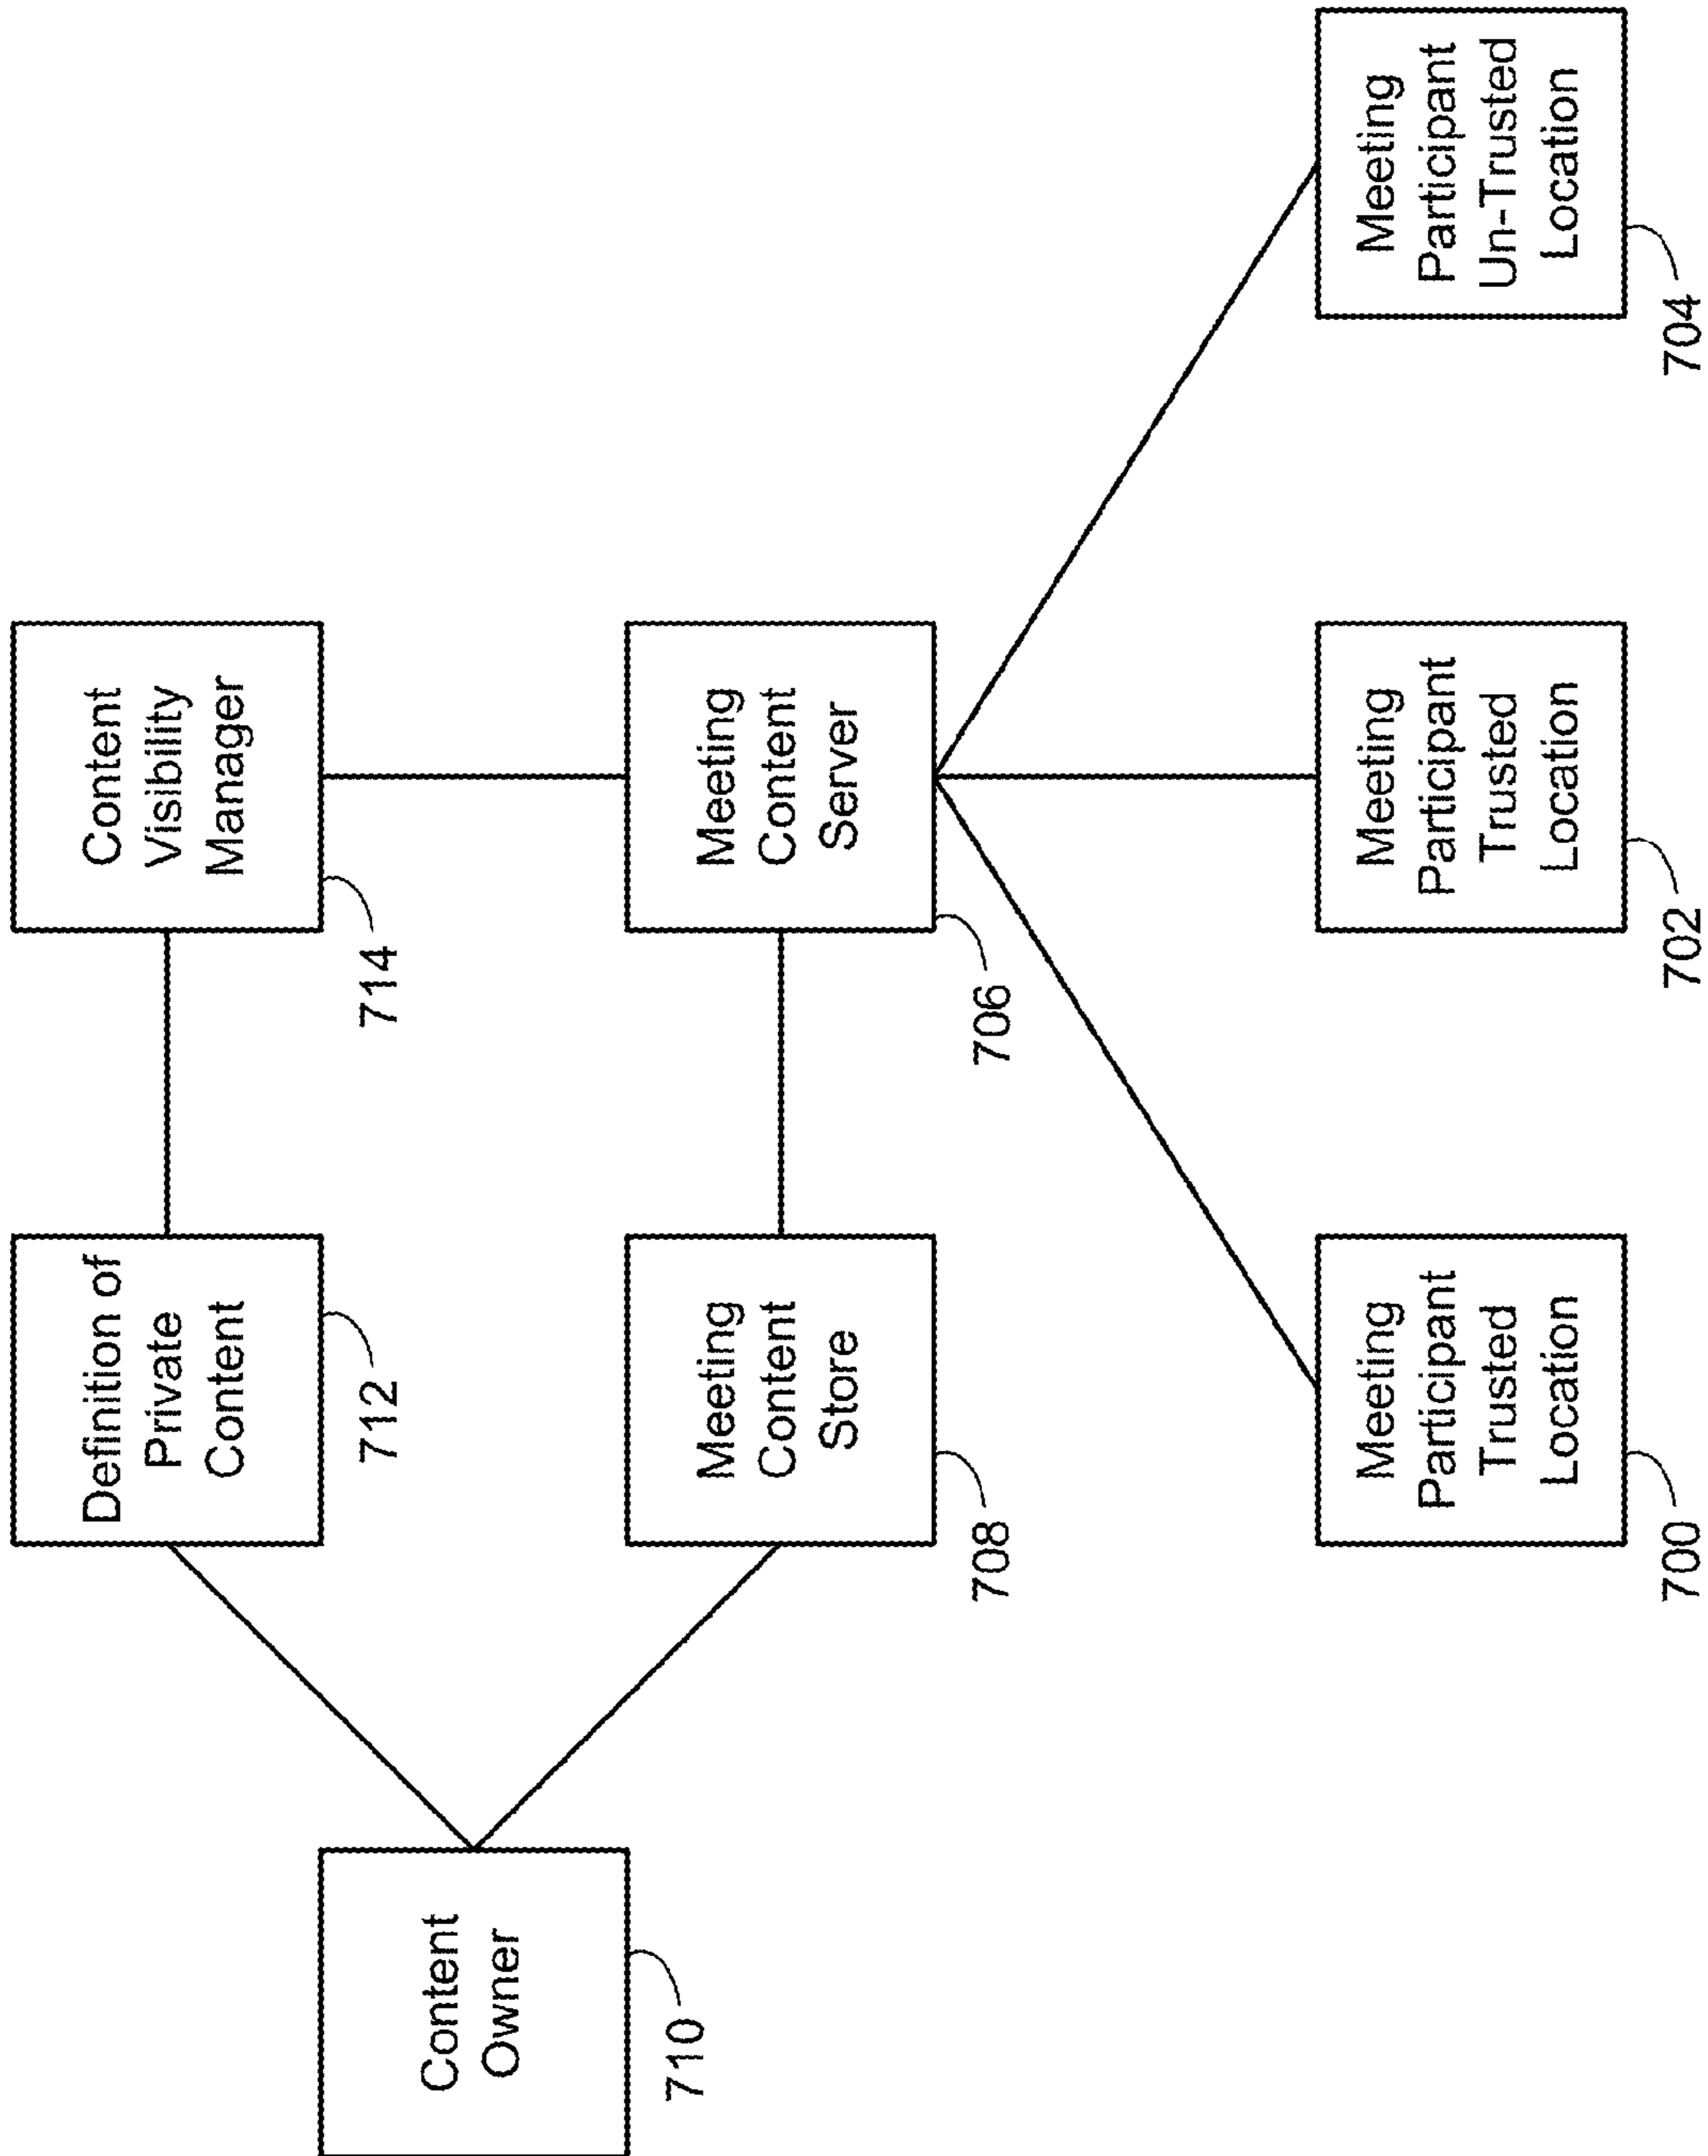 Definition of
Private
Content
712
Content
Visibility
Manager
714
Content
Owner
710
Meeting
Content
Store
708
Meeting
Content
Server
706
Meeting
Participant
Trusted
Location
700
Meeting
Participant
Trusted
Location
702
Meeting
Participant
Un-Trusted
Location
704